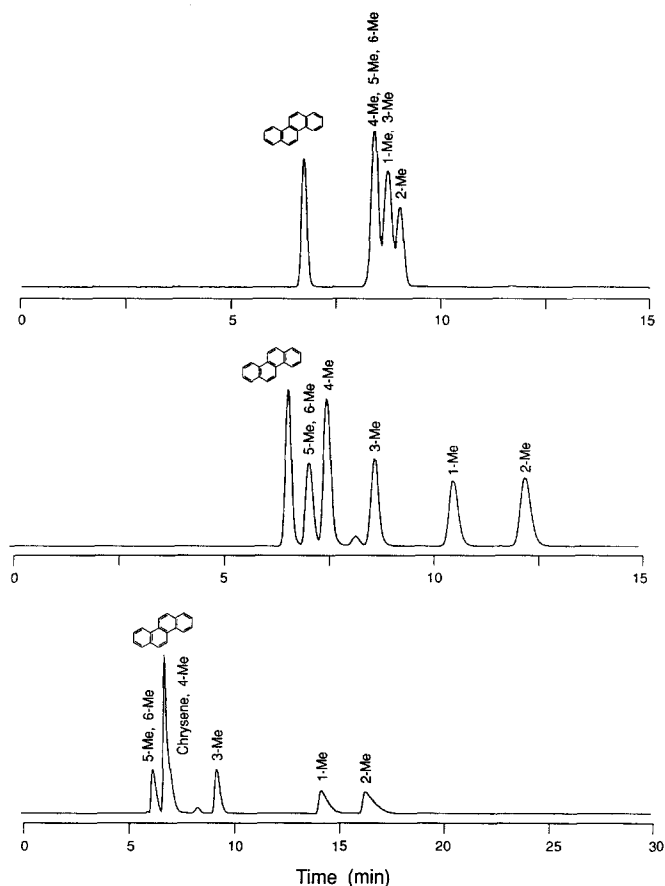 4-Me, 5-Me, 6-Me
1-Me, 3-Me
2-Me
0 5 10 15
5-Me, 6-Me
4-Me
3-Me
1-Me
2-Me
0 5 10 15
5-Me, 6-Me
Chrysene, 4-Me
3-Me
1-Me
2-Me
0 5 10 15 20 25 30
Time (min)